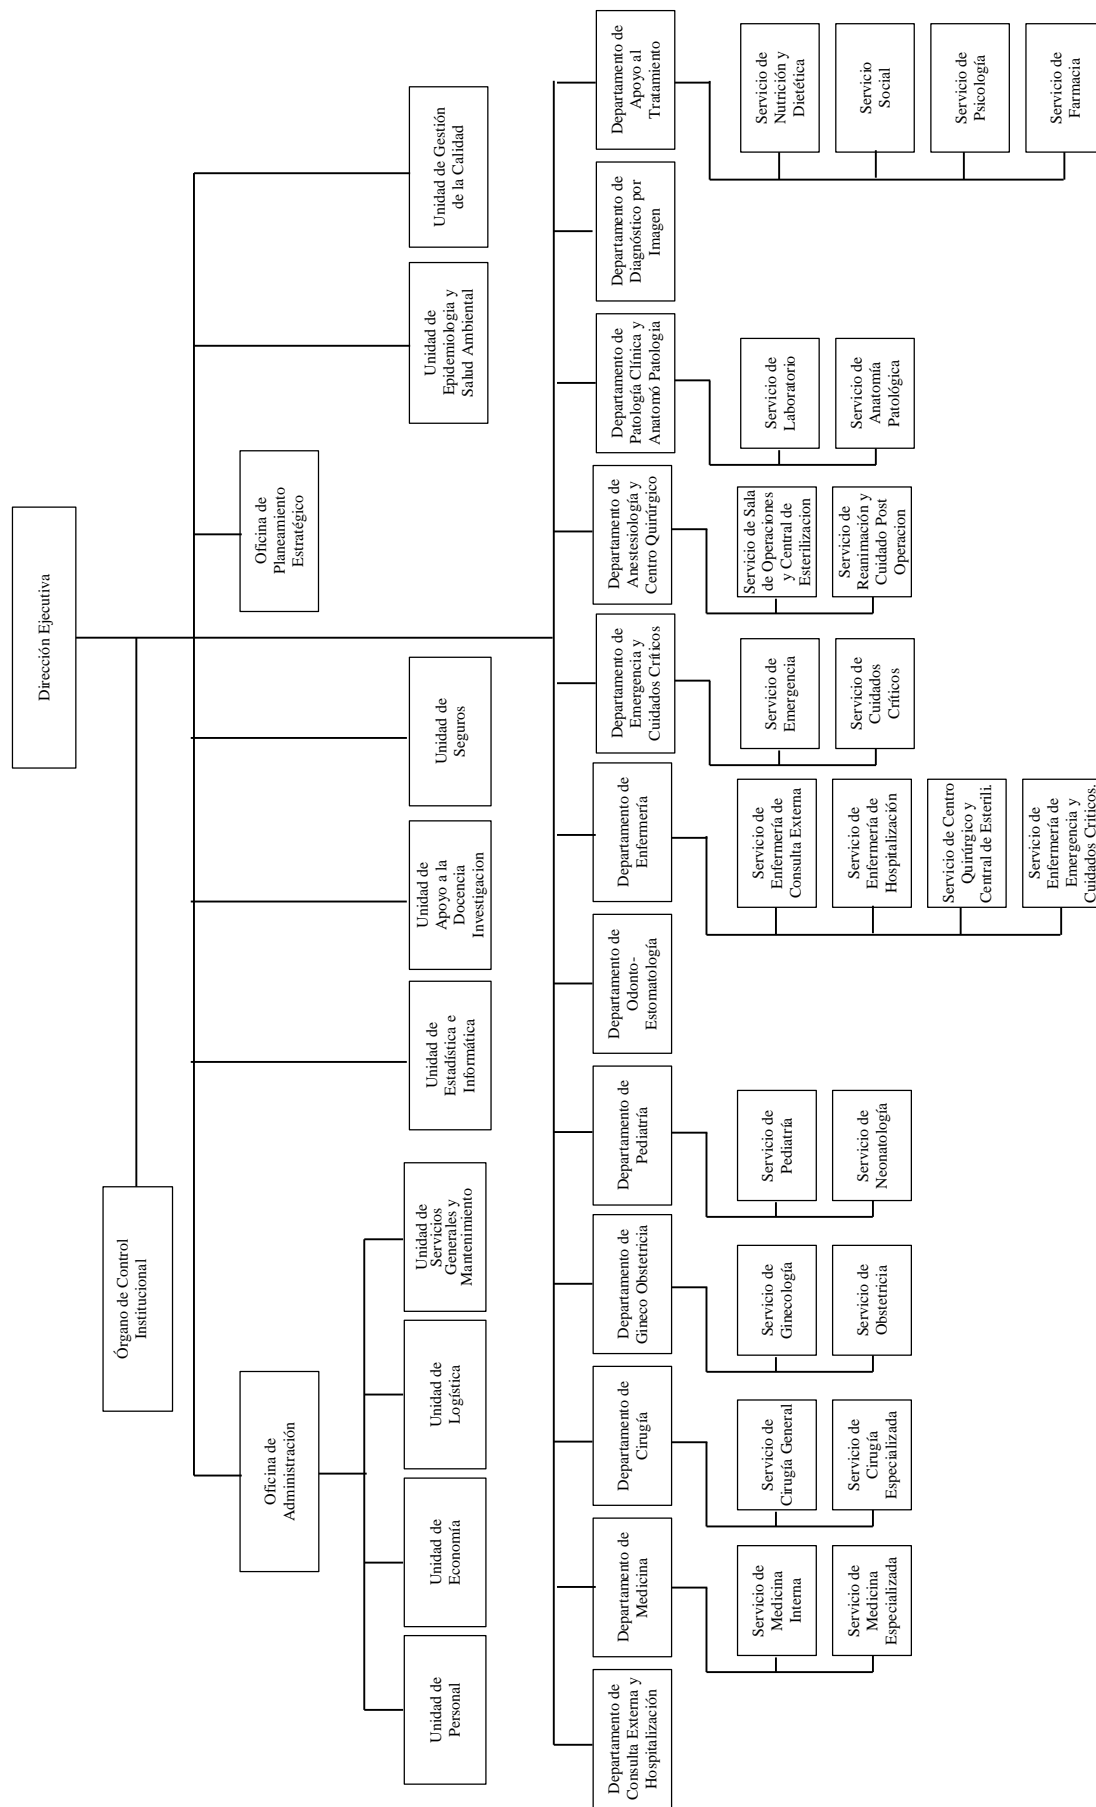 Dirección Ejecutiva
Órgano de Control
Institucional
Oficina de
Administración
Oficina de
Planeamiento
Estratégico
Unidad de
Personal
Unidad de
Economía
Unidad de
Logística
Unidad de
Servicios
Generales y
Mantenimiento
Unidad de
Estadística e
Informática
Unidad de
Apoyo a la
Docencia
Investigacion
Unidad de
Seguros
Unidad de
Epidemiologia y
Salud Ambiental
Unidad de Gestión
de la Calidad
Departamento de
Consulta Externa y
Hospitalización
Departamento de
Medicina
Departamento de
Cirugía
Departamento de
Gineco Obstetricia
Departamento de
Pediatría
Departamento de
Odonto-
Estomatología
Departamento de
Enfermería
Departamento de
Emergencia y
Cuidados Críticos
Departamento de
Anestesiología y
Centro Quirúrgico
Departamento de
Patología Clínica y
Anatomó Patologia
Departamento de
Diagnóstico por
Imagen
Departamento de
Apoyo al
Tratamiento
Servicio de
Medicina
Interna
Servicio de
Medicina
Especializada
Servicio de
Cirugía General
Servicio de
Cirugía
Especializada
Servicio de
Ginecología
Servicio de
Obstetricia
Servicio de
Pediatría
Servicio de
Neonatología
Servicio de
Enfermería de
Consulta Externa
Servicio de
Enfermería de
Hospitalización
Servicio de Centro
Quirúrgico y
Central de Esterili.
Servicio de
Enfermería de
Emergencia y
Cuidados Críticos.
Servicio de
Emergencia
Servicio de
Cuidados
Críticos
Servicio de Sala
de Operaciones
y Central de
Esterilizacion
Servicio de
Reanimación y
Cuidado Post
Operacion
Servicio de
Laboratorio
Servicio de
Anatomía
Patológica
Servicio de
Nutrición y
Dietética
Servicio
Social
Servicio de
Psicología
Servicio de
Farmacia